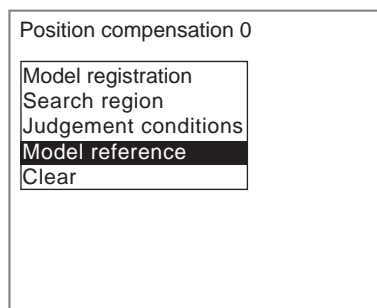 Position compensation 0
Model registration
Search region
Judgement conditions
Model reference
Clear